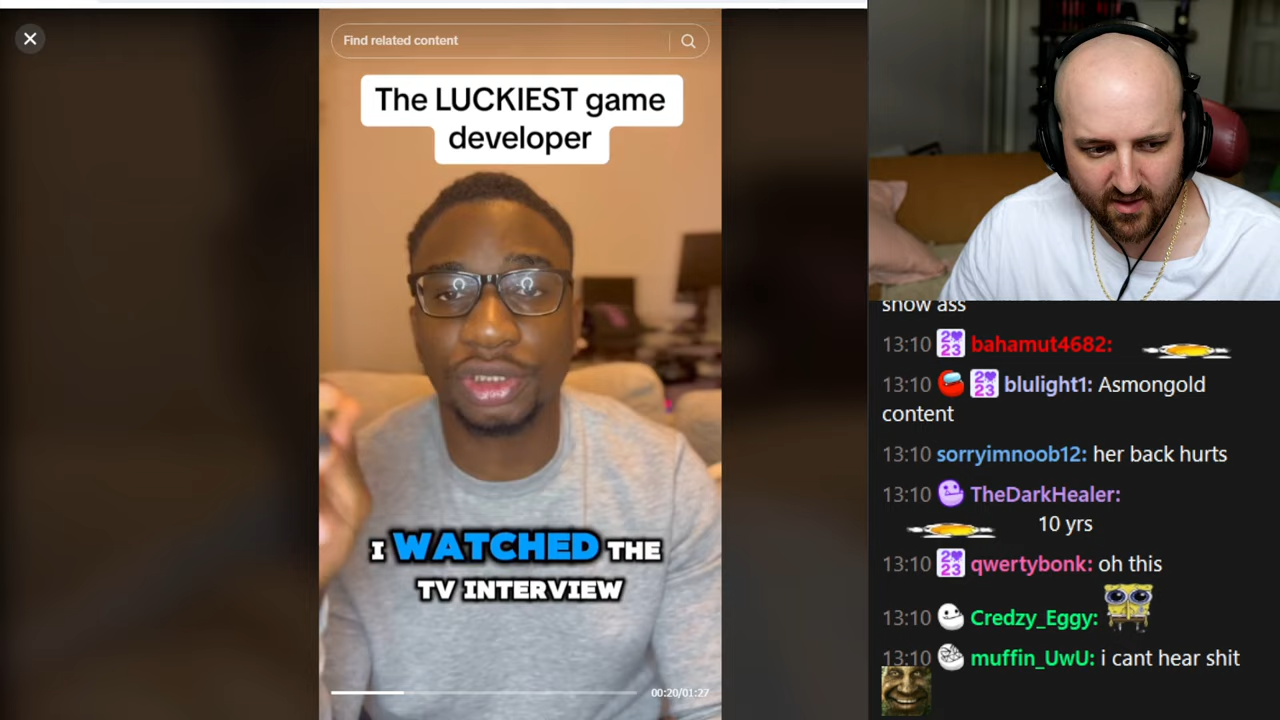 Find related content
The LUCKIEST game
developer
I WATCHED THE
TV INTERVIEW
00:20/01:27
show ass
13:10 bahamut4682:
13:10 blulight1: Asmongold
content
13:10 sorryimnoob12: her back hurts
13:10 TheDarkHealer:
10 yrs
13:10 qwertybonk: oh this
13:10 Credzy_Eggy:
13:10 muffin_UwU: i cant hear shit